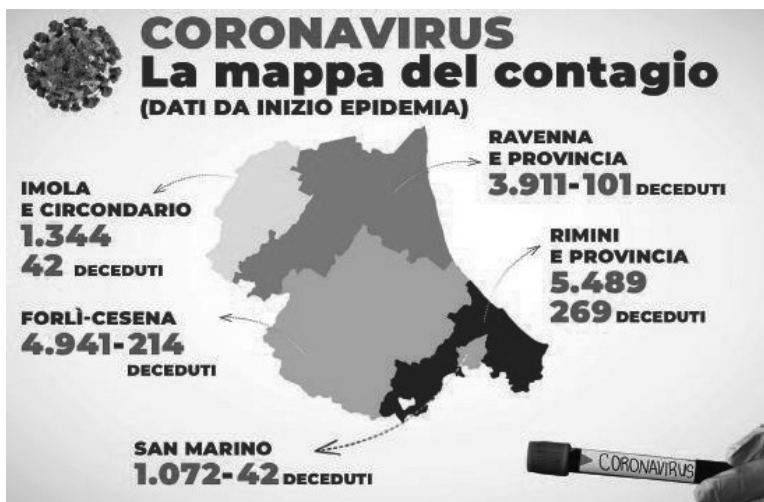 CORONAVIRUS
La mappa del contagio
(DATI DA INIZIO EPIDEMIA)
RAVENNA
E PROVINCIA
3.911-101 DECEDUTI
IMOLA
E CIRCONDARIO
1.344
42 DECEDUTI
RIMINI
E PROVINCIA
5.489
269 DECEDUTI
FORLÌ-CESENA
4.941-214
DECEDUTI
SAN MARINO
1.072-42 DECEDUTI
CORONAVIRUS